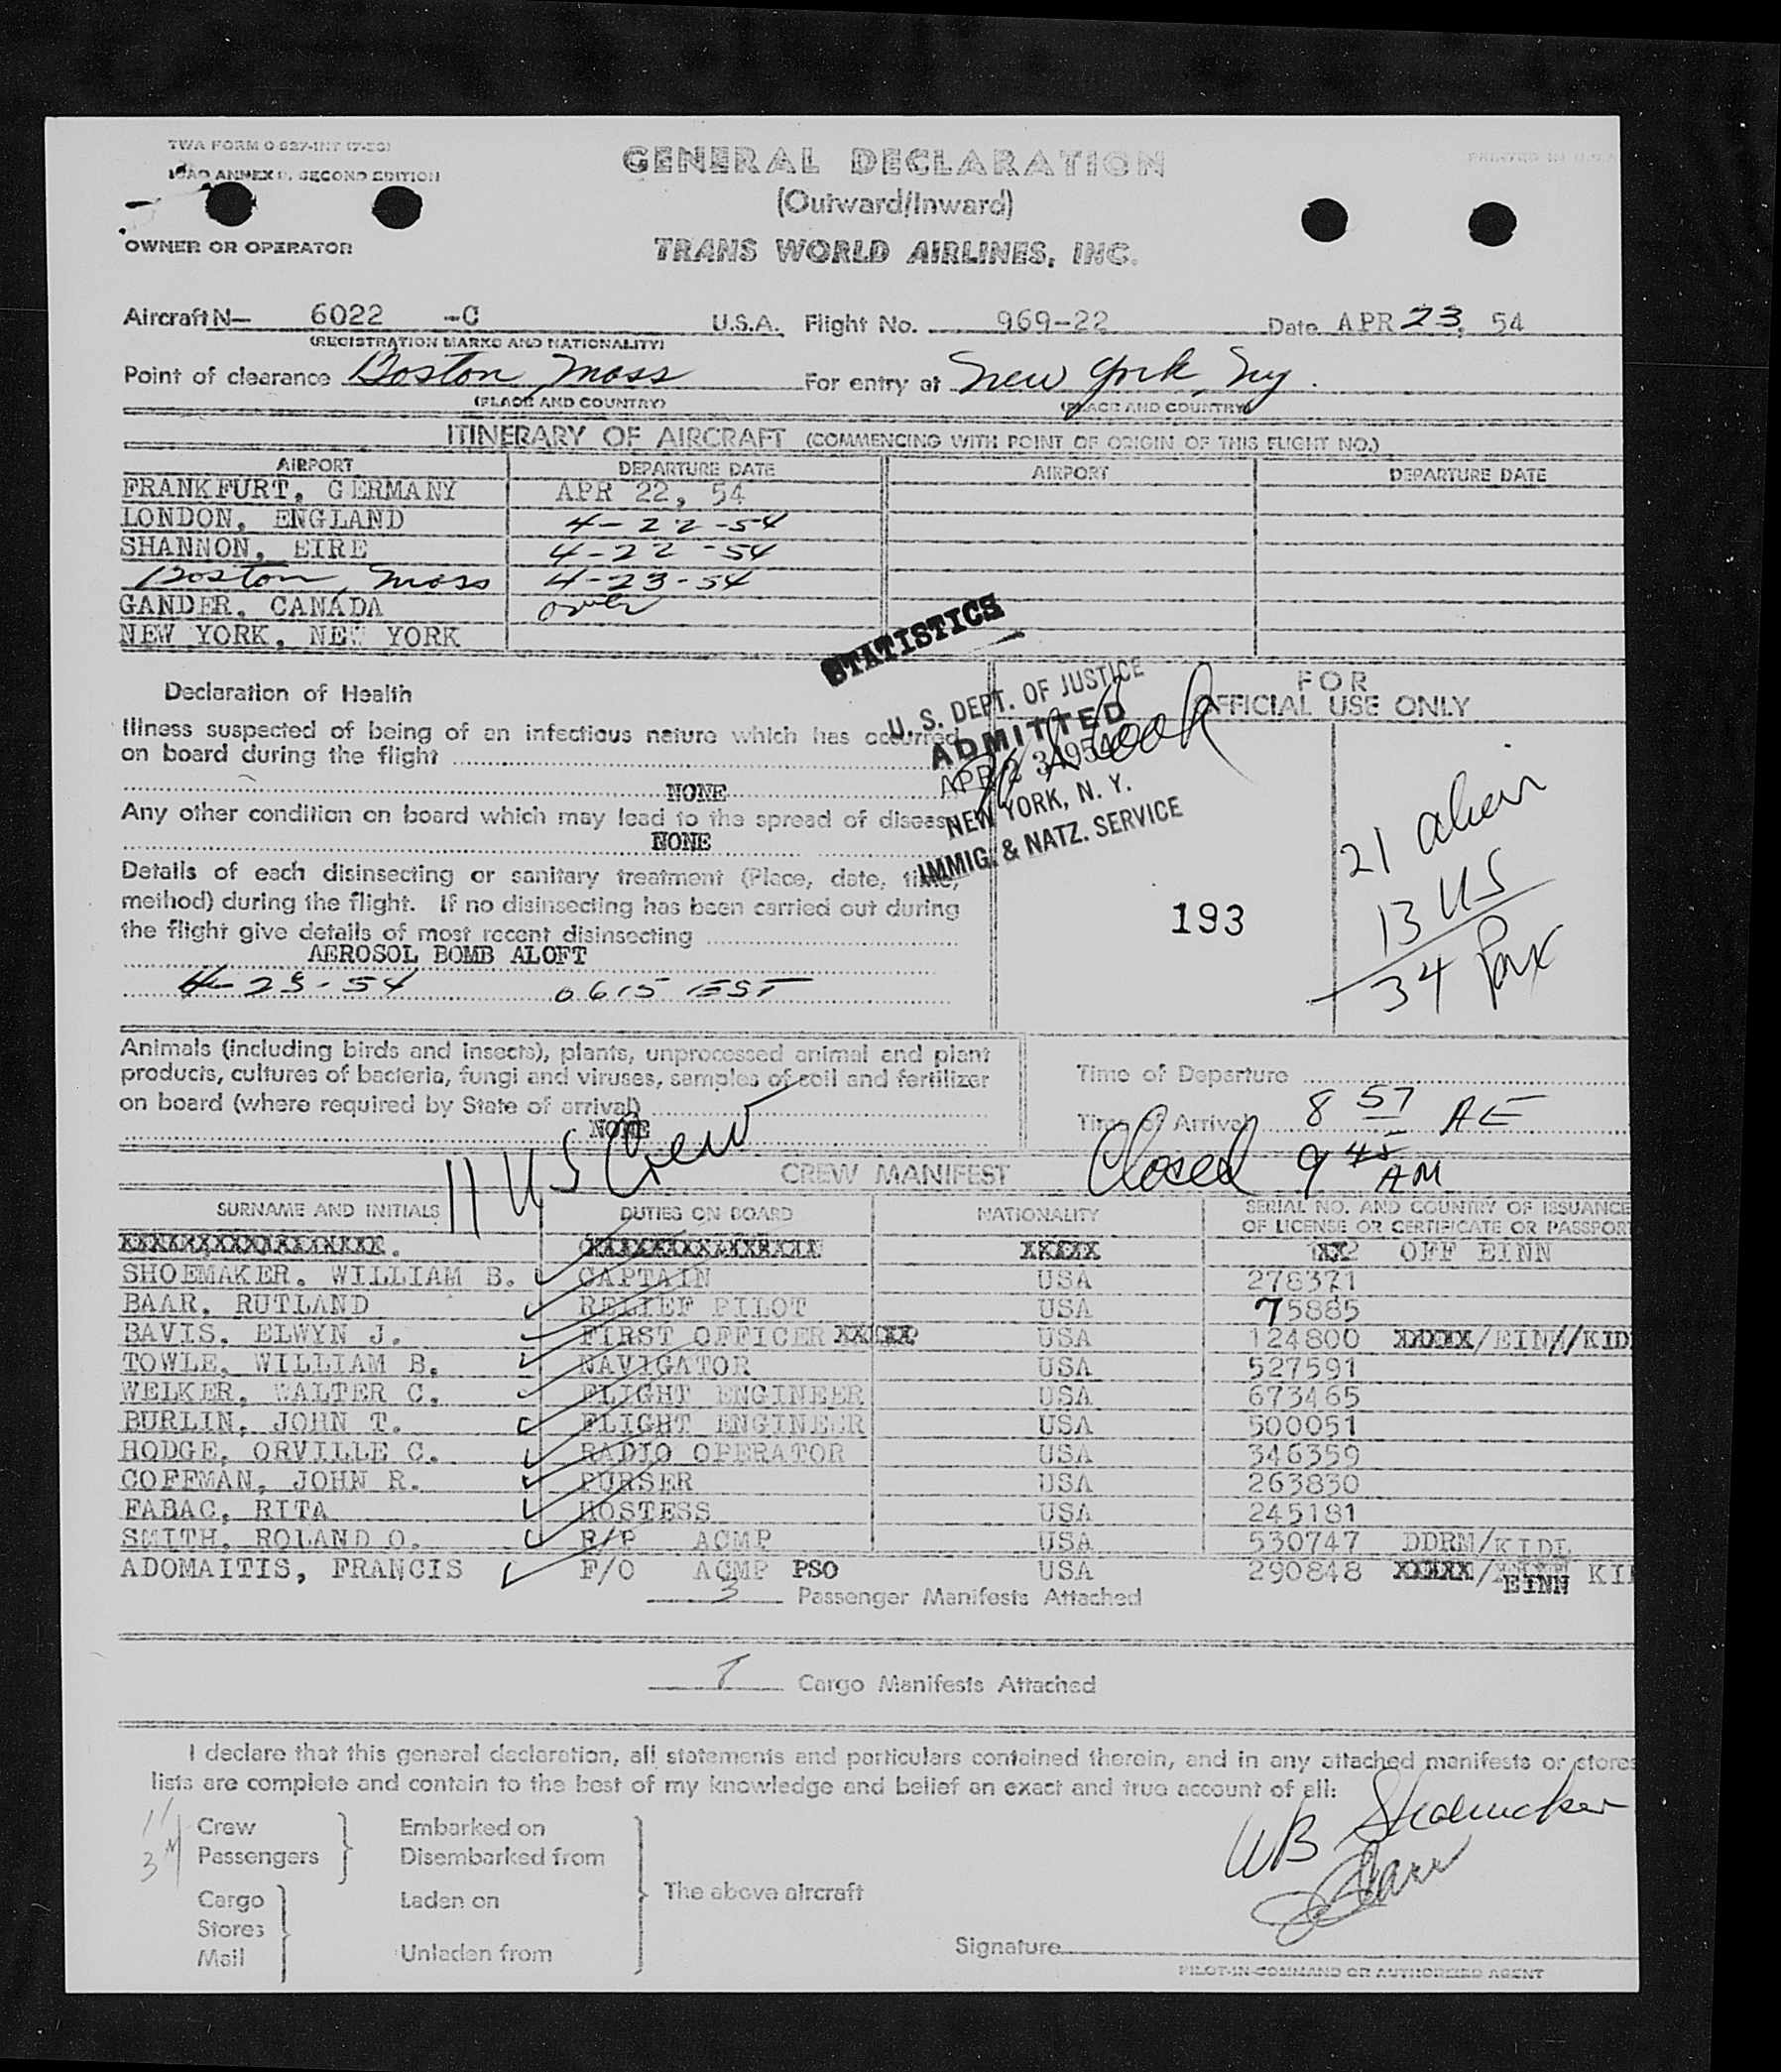 TWA FORM O-827-INT (7-53)
ICAO ANNEX 9, SECOND EDITION
PRINTED IN U.S.A.
GENERAL DECLARATION
(Outward/Inward)
OWNER OR OPERATOR
TRANS WORLD AIRLINES, INC.
Aircraft N— 6022 -C U.S.A. Flight No. 969-22 Date APR 23, 54
(REGISTRATION MARKS AND NATIONALITY)
Point of clearance Boston, Mass For entry at New York, Ny.
(PLACE AND COUNTRY) (PLACE AND COUNTRY)
ITINERARY OF AIRCRAFT (COMMENCING WITH POINT OF ORIGIN OF THIS FLIGHT NO.)
AIRPORT DEPARTURE DATE AIRPORT DEPARTURE DATE
FRANKFURT, GERMANY APR 22, 54
LONDON, ENGLAND 4-22-54
SHANNON, EIRE 4-22-54
Boston, Mass 4-23-54
GANDER, CANADA over
NEW YORK, NEW YORK
STATISTICS
U. S. DEPT. OF JUSTICE
ADMITTED
APR 23 1954
NEW YORK, N. Y.
IMMIG. & NATZ. SERVICE
FOR
OFFICIAL USE ONLY
Declaration of Health
Illness suspected of being of an infectious nature which has occurred
on board during the flight
NONE
Any other condition on board which may lead to the spread of disease
NONE
Details of each disinsecting or sanitary treatment (Place, date, time,
method) during the flight. If no disinsecting has been carried out during
the flight give details of most recent disinsecting
AEROSOL BOMB ALOFT
4-23-54 0615 EST
193
21 alien
13 US
34 Pax
Animals (including birds and insects), plants, unprocessed animal and plant
products, cultures of bacteria, fungi and viruses, samples of soil and fertilizer
on board (where required by State of arrival)
NONE
Time of Departure
Time of Arrival 8 57 AE
Closed 9 45 AM
11 US Crew
CREW MANIFEST
SURNAME AND INITIALS DUTIES ON BOARD NATIONALITY SERIAL NO. AND COUNTRY OF ISSUANCE
OF LICENSE OR CERTIFICATE OR PASSPORT
OFF EINN
SHOEMAKER. WILLIAM B. CAPTAIN USA 278371
BAAR, RUTLAND RELIEF PILOT USA 75885
BAVIS, ELWYN J. FIRST OFFICER XXXXX USA 124800 XXXXX/EINN/KIDL
TOWLE, WILLIAM B. NAVIGATOR USA 527591
WELKER, WALTER C. FLIGHT ENGINEER USA 673465
BURLIN, JOHN T. FLIGHT ENGINEER USA 500051
HODGE, ORVILLE C. RADIO OPERATOR USA 346359
COFFMAN, JOHN R. PURSER USA 263830
FABAC, RITA HOSTESS USA 245181
SMITH, ROLAND O. R/P ACMP USA 530747 DDRM/KIDL
ADOMAITIS, FRANCIS F/O ACMP PSO USA 290848 XXXXX/EINN KI
3 Passenger Manifests Attached
1 Cargo Manifests Attached
I declare that this general declaration, all statements and particulars contained therein, and in any attached manifests or stores
lists are complete and contain to the best of my knowledge and belief an exact and true account of all:
11 Crew Embarked on
34 Passengers Disembarked from
Cargo Laden on The above aircraft
Stores
Mail Unladen from
WB Shoemaker
Signature
PILOT-IN-COMMAND OR AUTHORIZED AGENT